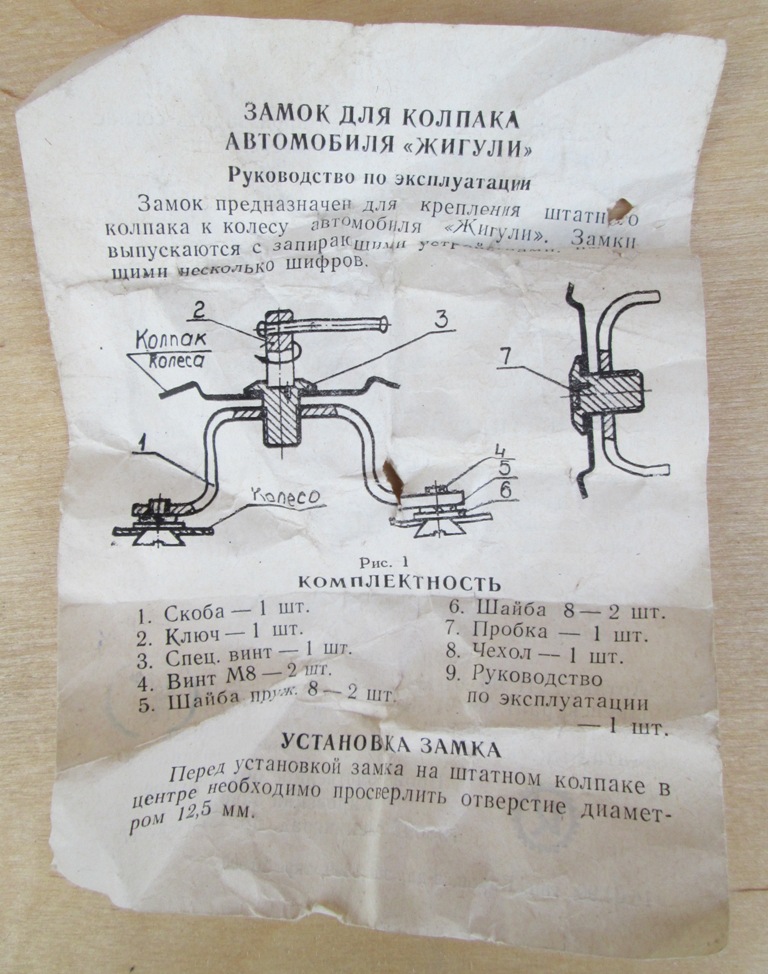 ЗАМОК ДЛЯ КОЛПАКА
АВТОМОБИЛЯ «ЖИГУЛИ»
Руководство по эксплуатации
Замок предназначен для крепления штатного
колпака к колесу автомобиля «Жигули». Замки
выпускаются с запирающими
щими несколько шифров.
2
3
Колпак
колеса
7
1
4
5
6
Колесо
Рис. 1
КОМПЛЕКТНОСТЬ
1. Скоба — 1 шт.
2. Ключ — 1 шт.
3. Спец. винт — 1 шт.
4. Винт М8 — 2 шт.
5. Шайба пруж. 8 — 2 шт.
6. Шайба 8 — 2 шт.
7. Пробка — 1 шт.
8. Чехол — 1 шт.
9. Руководство
по эксплуатации
— 1 шт.
УСТАНОВКА ЗАМКА
Перед установкой замка на штатном колпаке в
центре необходимо просверлить отверстие диамет-
ром 12,5 мм.